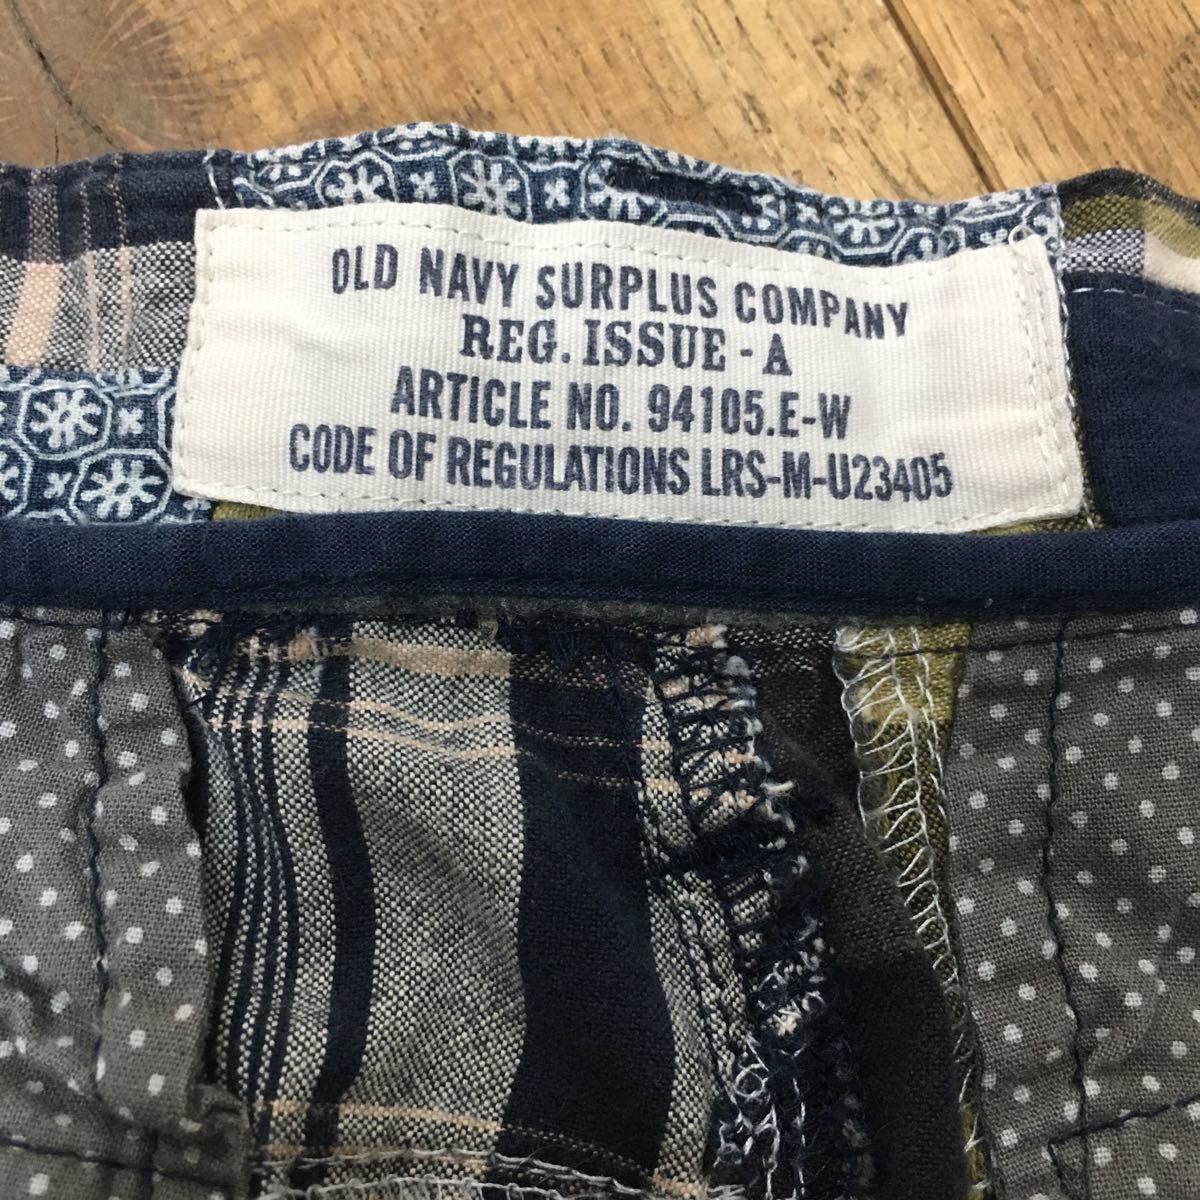 OLD NAVY SURPLUS COMPANY
REG. ISSUE - A
ARTICLE NO. 94105.E-W
CODE OF REGULATIONS LRS-M-U23405